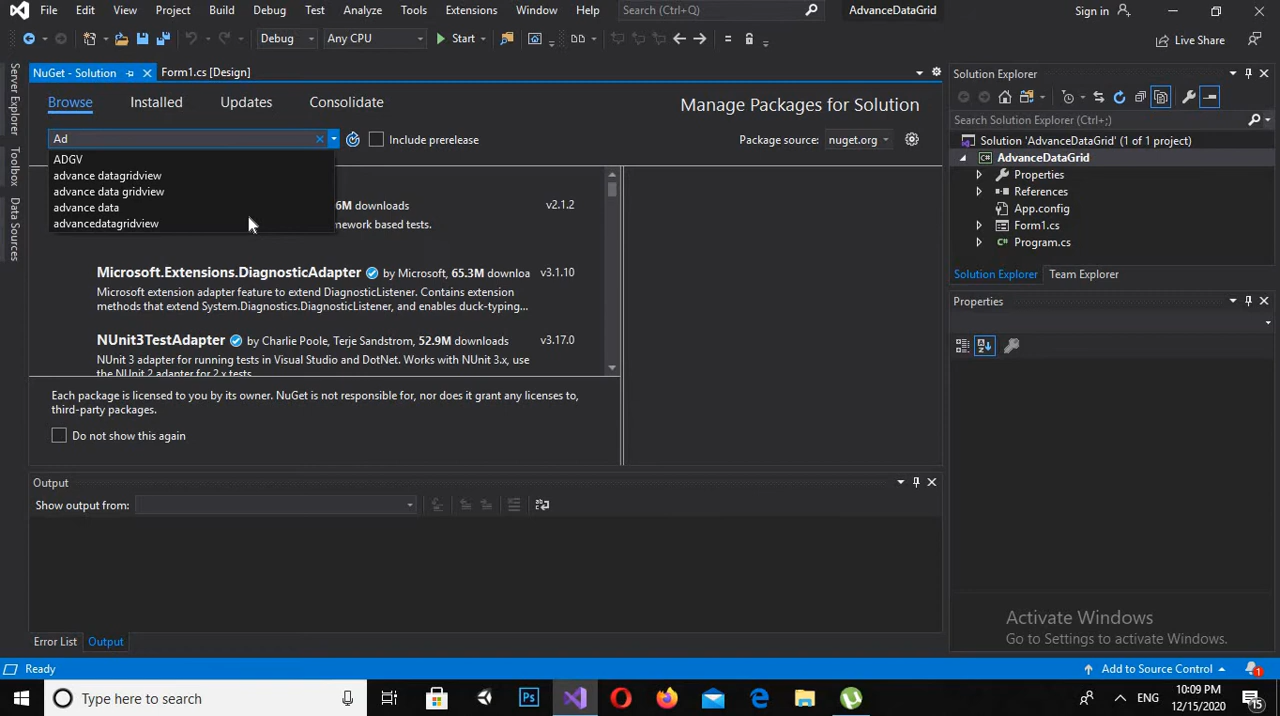 File Edit View Project Build Debug Test Analyze Tools Extensions Window Help Search (Ctrl+Q) AdvanceDataGrid Sign in
Debug Any CPU Start Live Share
Server Explorer
Toolbox
Data Sources
NuGet - Solution Form1.cs [Design]
Browse Installed Updates Consolidate Manage Packages for Solution
Ad Include prerelease Package source: nuget.org
ADGV
advance datagridview
advance data gridview
advance data
advancedatagridview
6M downloads v2.1.2
mework based tests.
Microsoft.Extensions.DiagnosticAdapter by Microsoft, 65.3M downloa v3.1.10
Microsoft extension adapter feature to extend DiagnosticListener. Contains extension
methods that extend System.Diagnostics.DiagnosticListener, and enables duck-typing...
NUnit3TestAdapter by Charlie Poole, Terje Sandstrom, 52.9M downloads v3.17.0
NUnit 3 adapter for running tests in Visual Studio and DotNet. Works with NUnit 3.x, use
the NUnit 2 adapter for 2.x tests.
Each package is licensed to you by its owner. NuGet is not responsible for, nor does it grant any licenses to,
third-party packages.
Do not show this again
Output
Show output from:
Error List Output
Solution Explorer
Search Solution Explorer (Ctrl+;)
Solution 'AdvanceDataGrid' (1 of 1 project)
AdvanceDataGrid
Properties
References
App.config
Form1.cs
Program.cs
Solution Explorer Team Explorer
Properties
Activate Windows
Go to Settings to activate Windows.
Ready Add to Source Control 1
Type here to search ENG 10:09 PM
12/15/2020 15